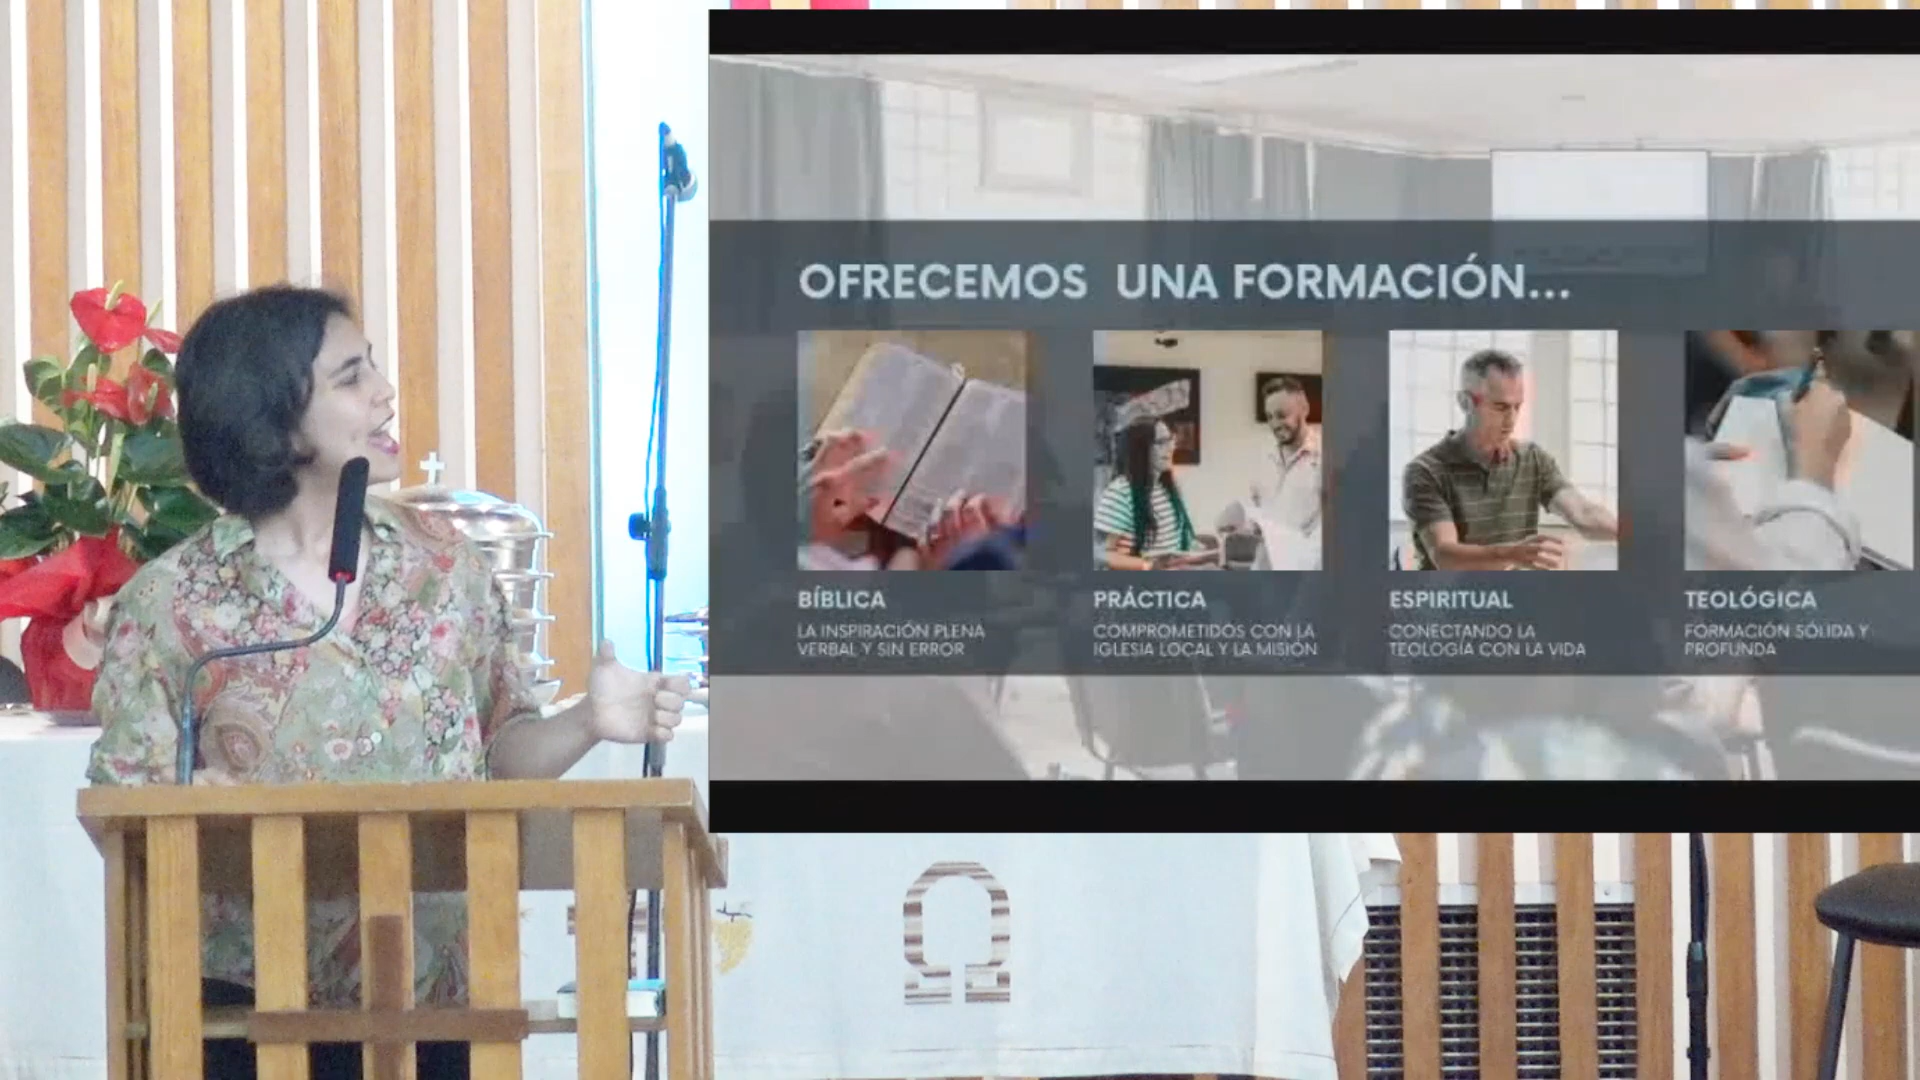 OFRECEMOS UNA FORMACIÓN...
BÍBLICA
LA INSPIRACIÓN PLENA
VERBAL Y SIN ERROR
PRÁCTICA
COMPROMETIDOS CON LA
IGLESIA LOCAL Y LA MISIÓN
ESPIRITUAL
CONECTANDO LA
TEOLOGÍA CON LA VIDA
TEOLÓGICA
FORMACIÓN SÓLIDA Y
PROFUNDA
Ω